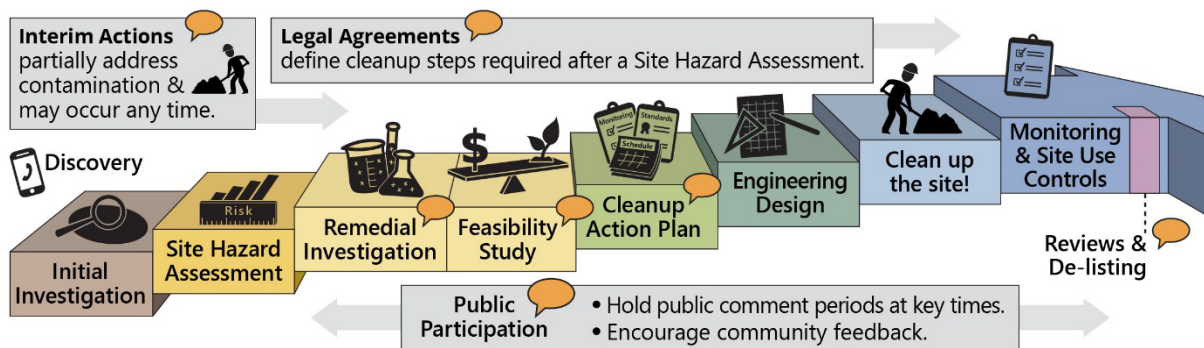 Interim Actions
partially address
contamination &
may occur any time.
Legal Agreements
define cleanup steps required after a Site Hazard Assessment.
Discovery
Initial
Investigation
Risk
Site Hazard
Assessment
Remedial
Investigation
$
Feasibility
Study
Monitoring
Standards
Schedule
Cleanup
Action Plan
Engineering
Design
Clean up
the site!
Monitoring
& Site Use
Controls
Reviews &
De-listing
Public
Participation
• Hold public comment periods at key times.
• Encourage community feedback.